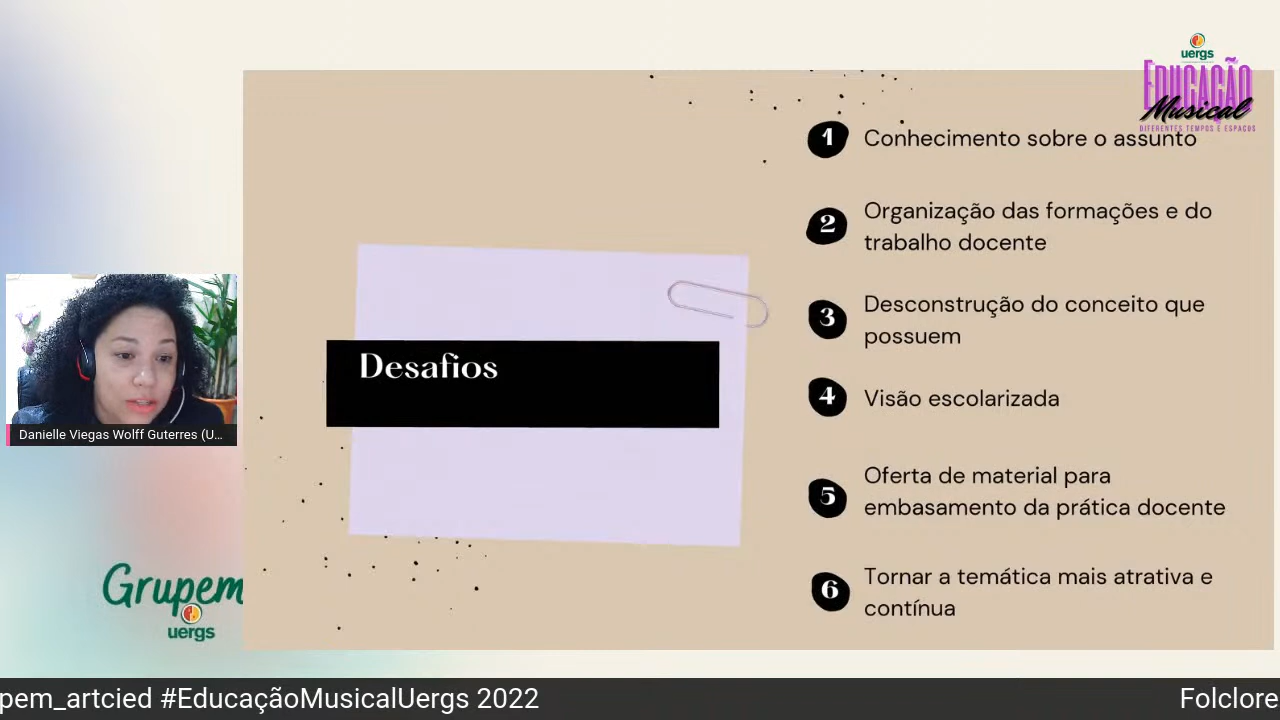 uergs
EDUCAÇÃO
Musical
DIFERENTES TEMPOS E ESPAÇOS
1 Conhecimento sobre o assunto
2 Organização das formações e do
trabalho docente
3 Desconstrução do conceito que
possuem
Desafios
4 Visão escolarizada
5 Oferta de material para
embasamento da prática docente
6 Tornar a temática mais atrativa e
contínua
Danielle Viegas Wolff Guterres (U...
Grupem
uergs
pem_artcied #EducaçãoMusicalUergs 2022
Folclore